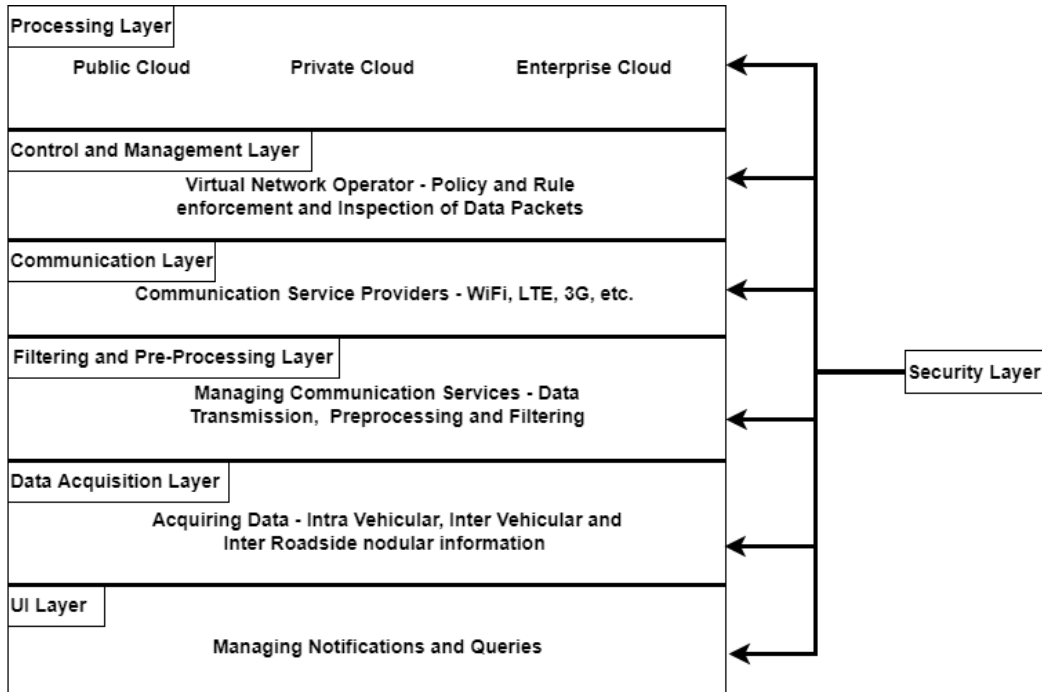 Processing Layer
Public Cloud Private Cloud Enterprise Cloud
Control and Management Layer
Virtual Network Operator - Policy and Rule
enforcement and Inspection of Data Packets
Communication Layer
Communication Service Providers - WiFi, LTE, 3G, etc.
Filtering and Pre-Processing Layer
Managing Communication Services - Data
Transmission, Preprocessing and Filtering
Security Layer
Data Acquisition Layer
Acquiring Data - Intra Vehicular, Inter Vehicular and
Inter Roadside nodular information
UI Layer
Managing Notifications and Queries